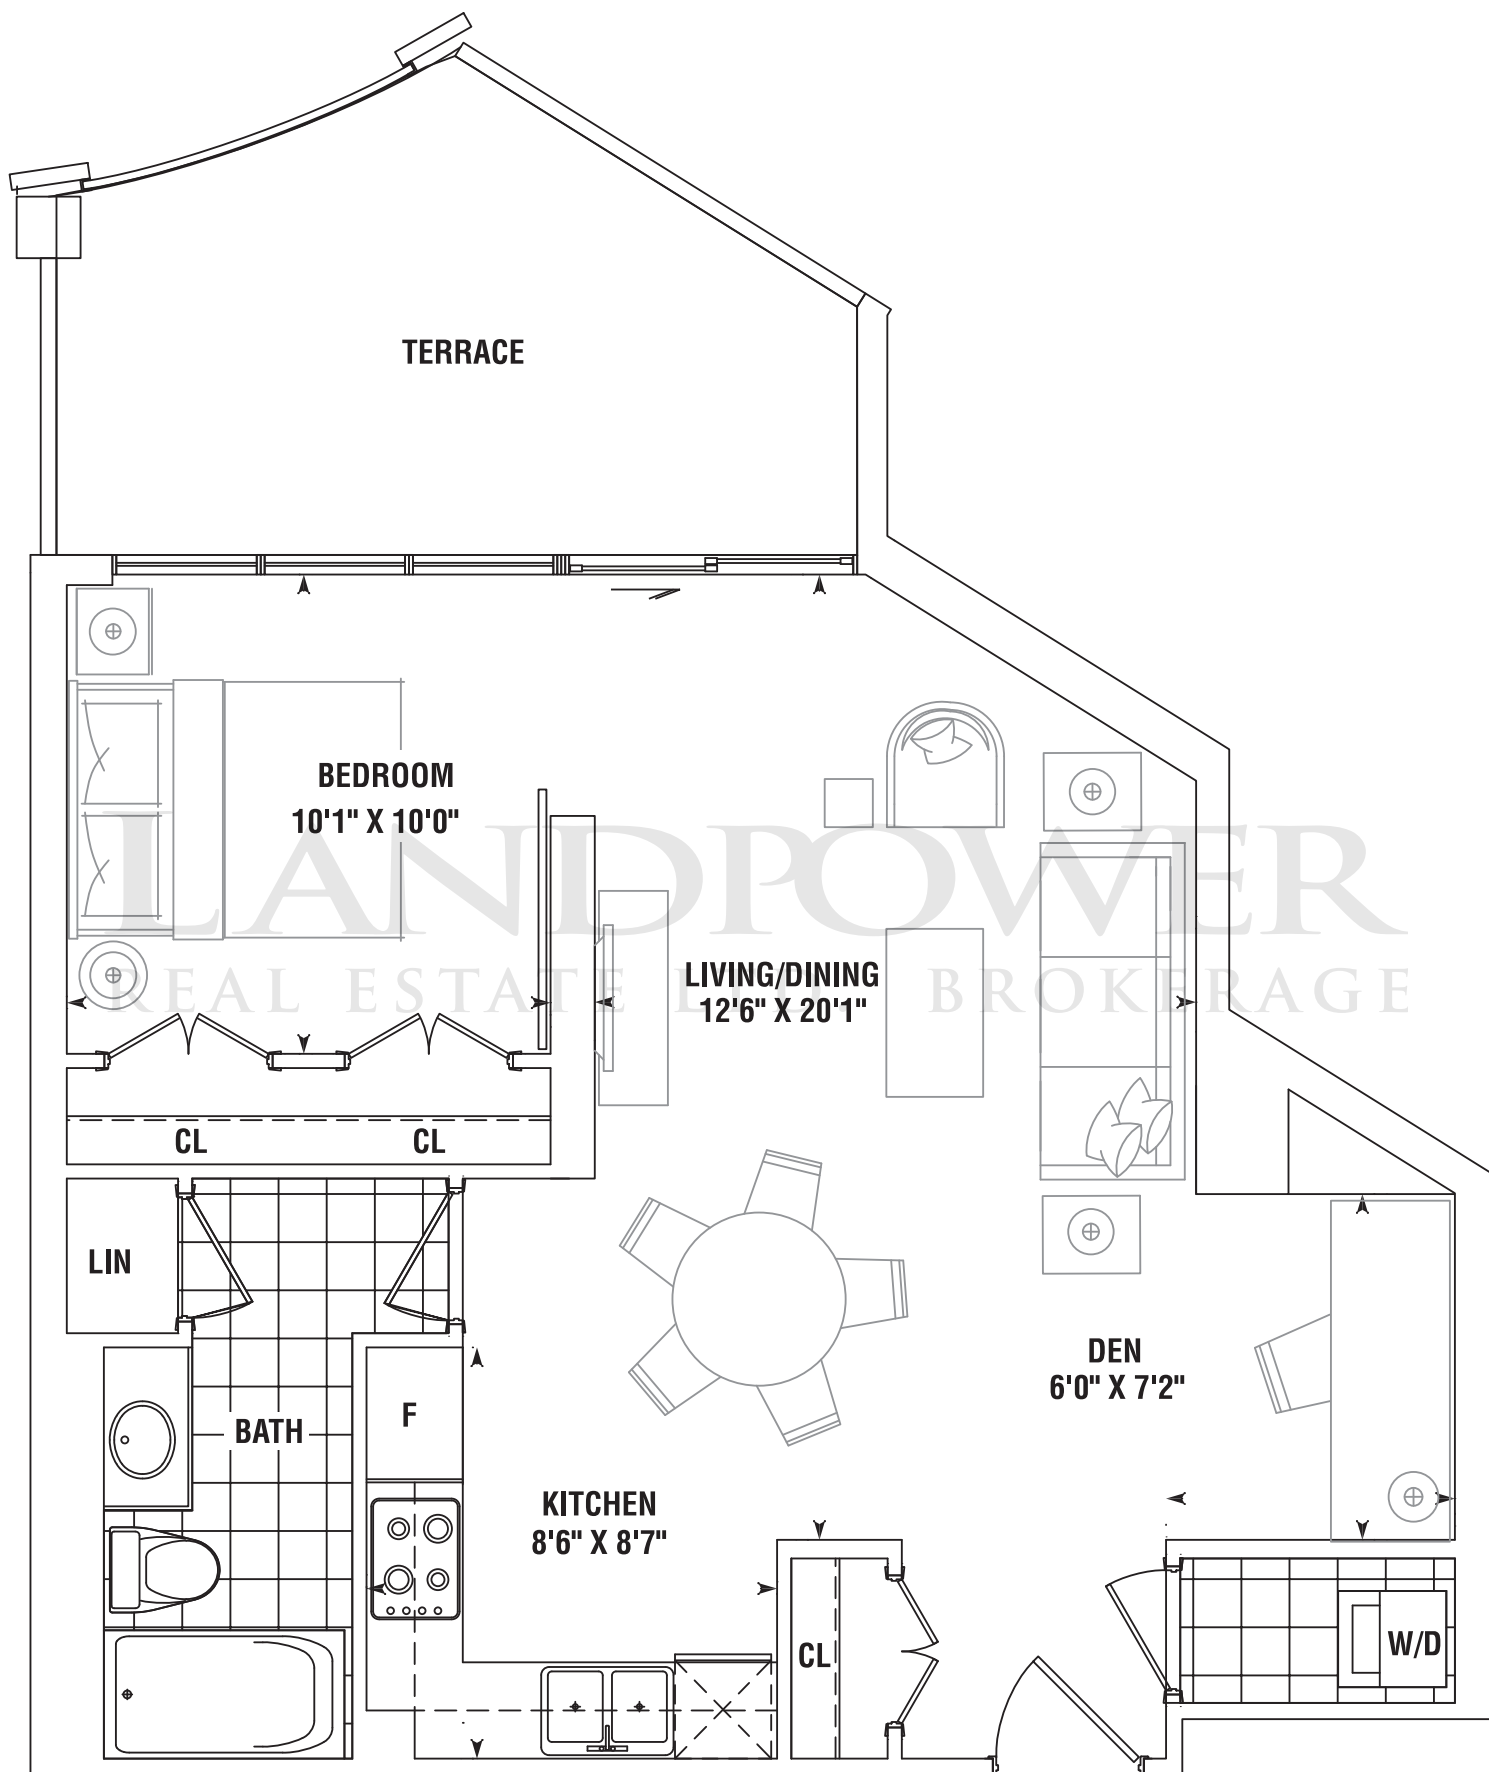 TERRACE
BEDROOM
10'1" X 10'0"
LANDPOWER
REAL ESTATE LTD BROKERAGE
LIVING/DINING
12'6" X 20'1"
CL CL
LIN
DEN
6'0" X 7'2"
F
BATH
KITCHEN
8'6" X 8'7"
CL
W/D